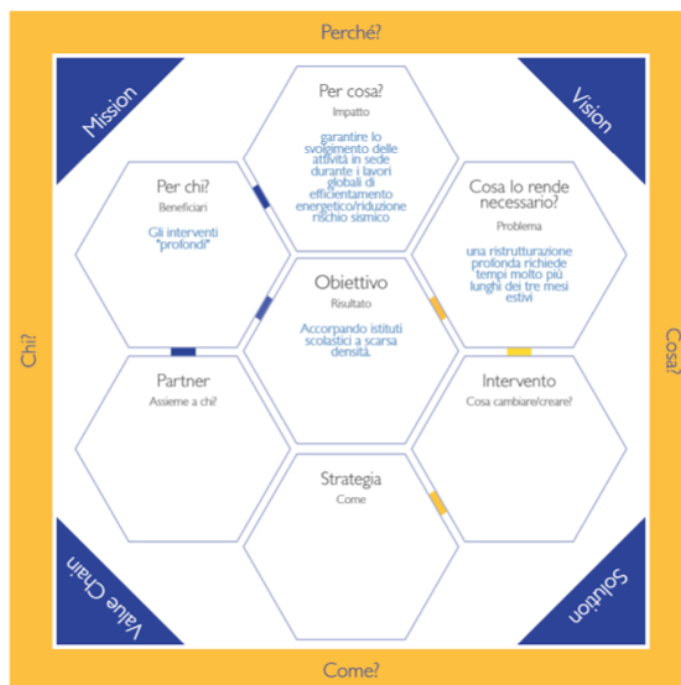 Perché?
Mission
Vision
Per cosa?
Impatto
garantire lo
svolgimento delle
attività in sede
durante i lavori
globali di
efficientamento
energetico/riduzione
rischio sismico
Per chi?
Beneficiari
Gli interventi
"profondi"
Cosa lo rende
necessario?
Problema
una ristrutturazione
profonda richiede
tempi molto più
lunghi dei tre mesi
estivi
Obiettivo
Risultato
Accorpando istituti
scolastici a scarsa
densità.
Chi?
Cosa?
Partner
Assieme a chi?
Intervento
Cosa cambiare/creare?
Strategia
Come
Value Chain
Solution
Come?